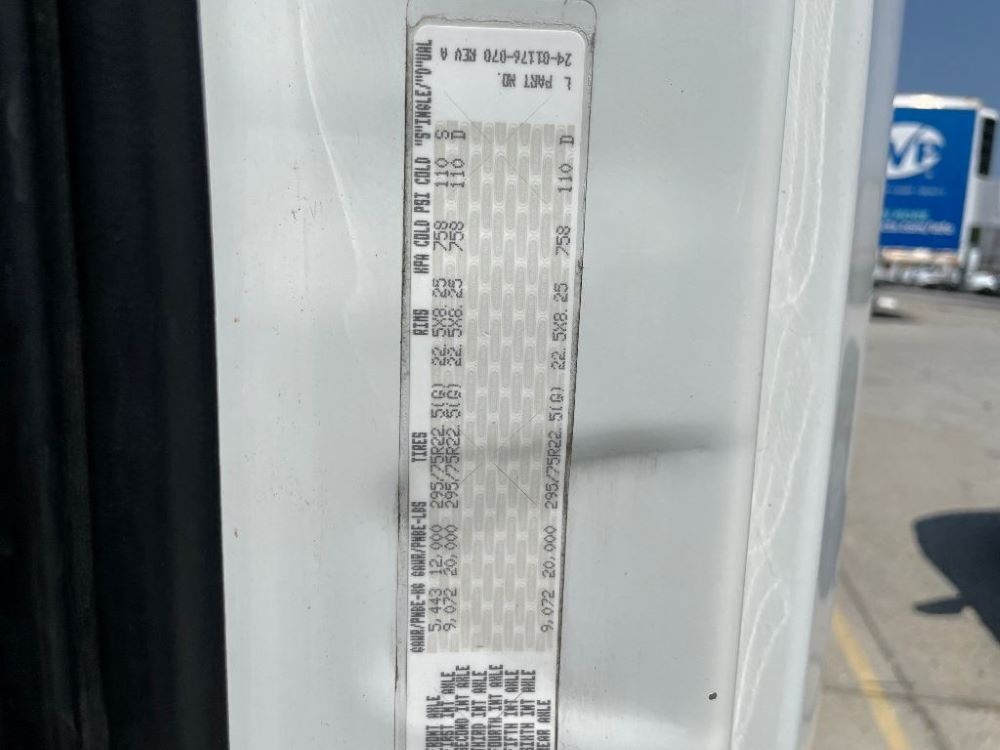 GAWR/PNBE-KG GAWR/PNBE-LBS TIRES RIMS KPA COLD PSI COLD "S"INGLE/"D"UAL
FRONT AXLE 5,443 12,000 295/75R22.5(G) 22.5X8.25 758 110 S
FIRST INT AXLE 9,072 20,000 295/75R22.5(G) 22.5X8.25 758 110 D
SECOND INT AXLE
THIRD INT AXLE
FOURTH INT AXLE
FIFTH INT AXLE
SIXTH INT AXLE
REAR AXLE 9,072 20,000 295/75R22.5(G) 22.5X8.25 758 110 D
L PART NO.
24-01176-070 REV A